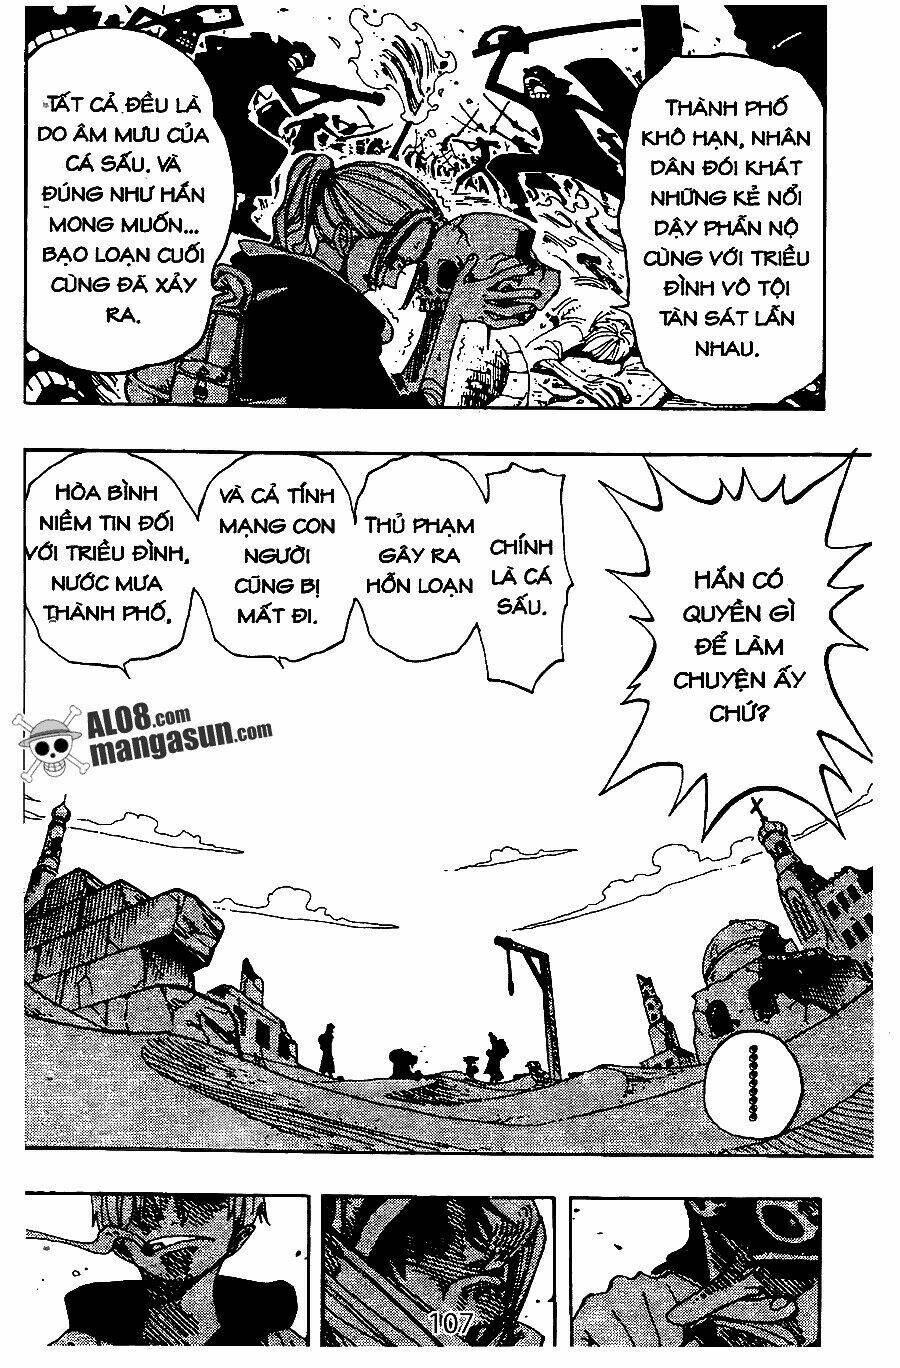 THÀNH PHỐ
KHÔ HẠN, NHÂN
DÂN ĐÓI KHÁT
NHỮNG KẺ NỔI
DẬY PHẪN NỘ
CÙNG VỚI TRIỀU
ĐÌNH VÔ TỘI
TÀN SÁT LẪN
NHAU.
TẤT CẢ ĐỀU LÀ
DO ÂM MƯU CỦA
CÁ SẤU. VÀ
ĐÚNG NHƯ HẮN
MONG MUỐN...
BẠO LOẠN CUỐI
CÙNG ĐÃ XẢY
RA.
HẮN CÓ
QUYỀN GÌ
ĐỂ LÀM
CHUYỆN ẤY
CHỨ?
CHÍNH
LÀ CÁ
SẤU.
THỦ PHẠM
GÂY RA
HỖN LOẠN
VÀ CẢ TÍNH
MẠNG CON
NGƯỜI
CŨNG BỊ
MẤT ĐI.
HÒA BÌNH
NIỀM TIN ĐỐI
VỚI TRIỀU ĐÌNH,
NƯỚC MƯA
THÀNH PHỐ,
AL08.com
mangasun.com
.........
107